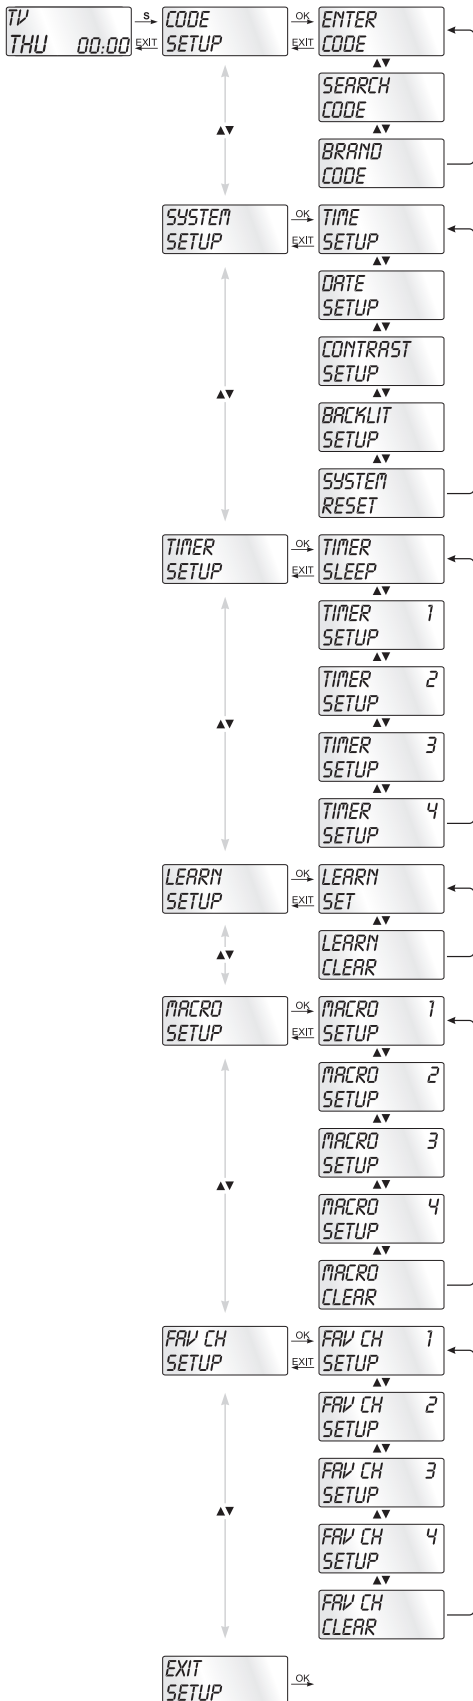 TV
THU 00:00
S
EXIT
CODE
SETUP
OK
EXIT
ENTER
CODE
▲▼
SEARCH
CODE
▲▼
BRAND
CODE
▲▼
SYSTEM
SETUP
OK
EXIT
TIME
SETUP
▲▼
DATE
SETUP
▲▼
CONTRAST
SETUP
▲▼
BACKLIT
SETUP
▲▼
SYSTEM
RESET
▲▼
TIMER
SETUP
OK
EXIT
TIMER
SLEEP
▲▼
TIMER 1
SETUP
▲▼
TIMER 2
SETUP
▲▼
TIMER 3
SETUP
▲▼
TIMER 4
SETUP
▲▼
LEARN
SETUP
OK
EXIT
LEARN
SET
▲▼
LEARN
CLEAR
▲▼
MACRO
SETUP
OK
EXIT
MACRO 1
SETUP
▲▼
MACRO 2
SETUP
▲▼
MACRO 3
SETUP
▲▼
MACRO 4
SETUP
▲▼
MACRO
CLEAR
▲▼
FAV CH
SETUP
OK
EXIT
FAV CH 1
SETUP
▲▼
FAV CH 2
SETUP
▲▼
FAV CH 3
SETUP
▲▼
FAV CH 4
SETUP
▲▼
FAV CH
CLEAR
▲▼
EXIT
SETUP
OK